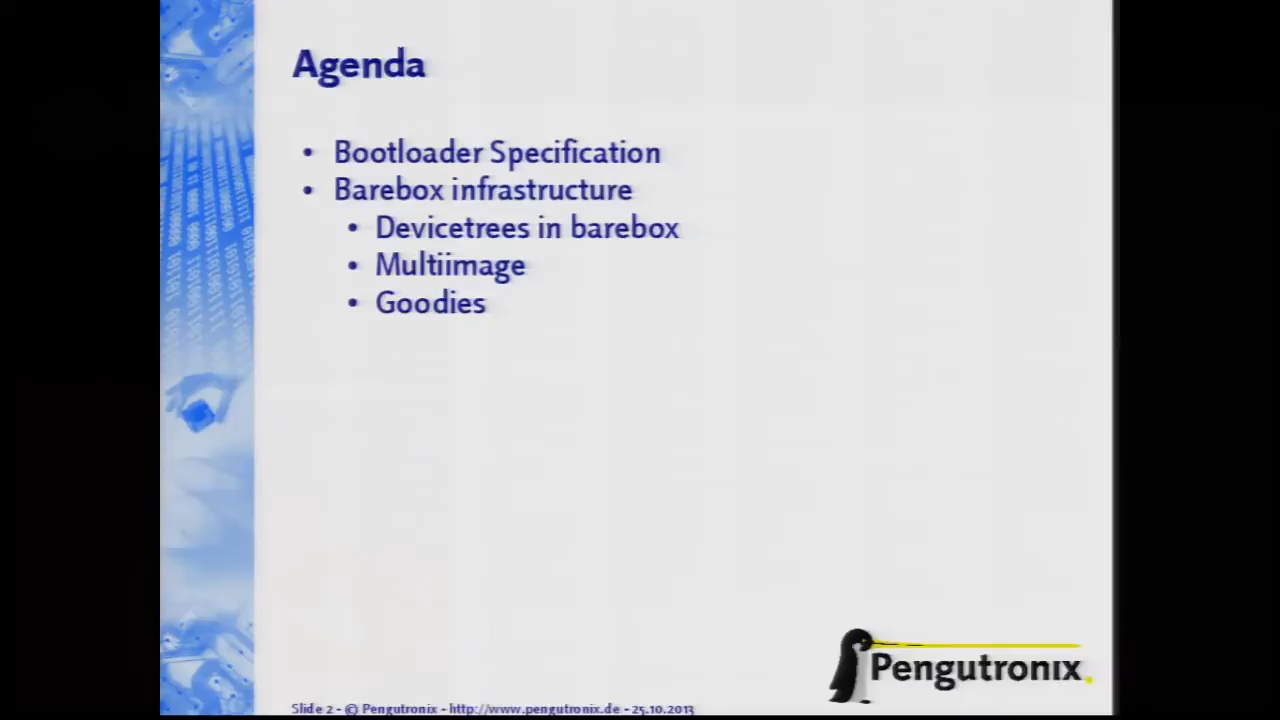 Agenda
• Bootloader Specification
• Barebox infrastructure
• Devicetrees in barebox
• Multiimage
• Goodies
Pengutronix
Slide 2 - © Pengutronix - http://www.pengutronix.de - 25.10.2013